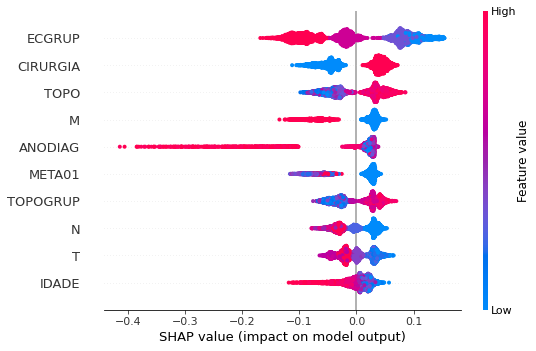 High
ECGRUP
CIRURGIA
TOPO
M
ANODIAG
META01
TOPOGRUP
N
T
IDADE
Feature value
Low
−0.4 −0.3 −0.2 −0.1 0.0 0.1
SHAP value (impact on model output)